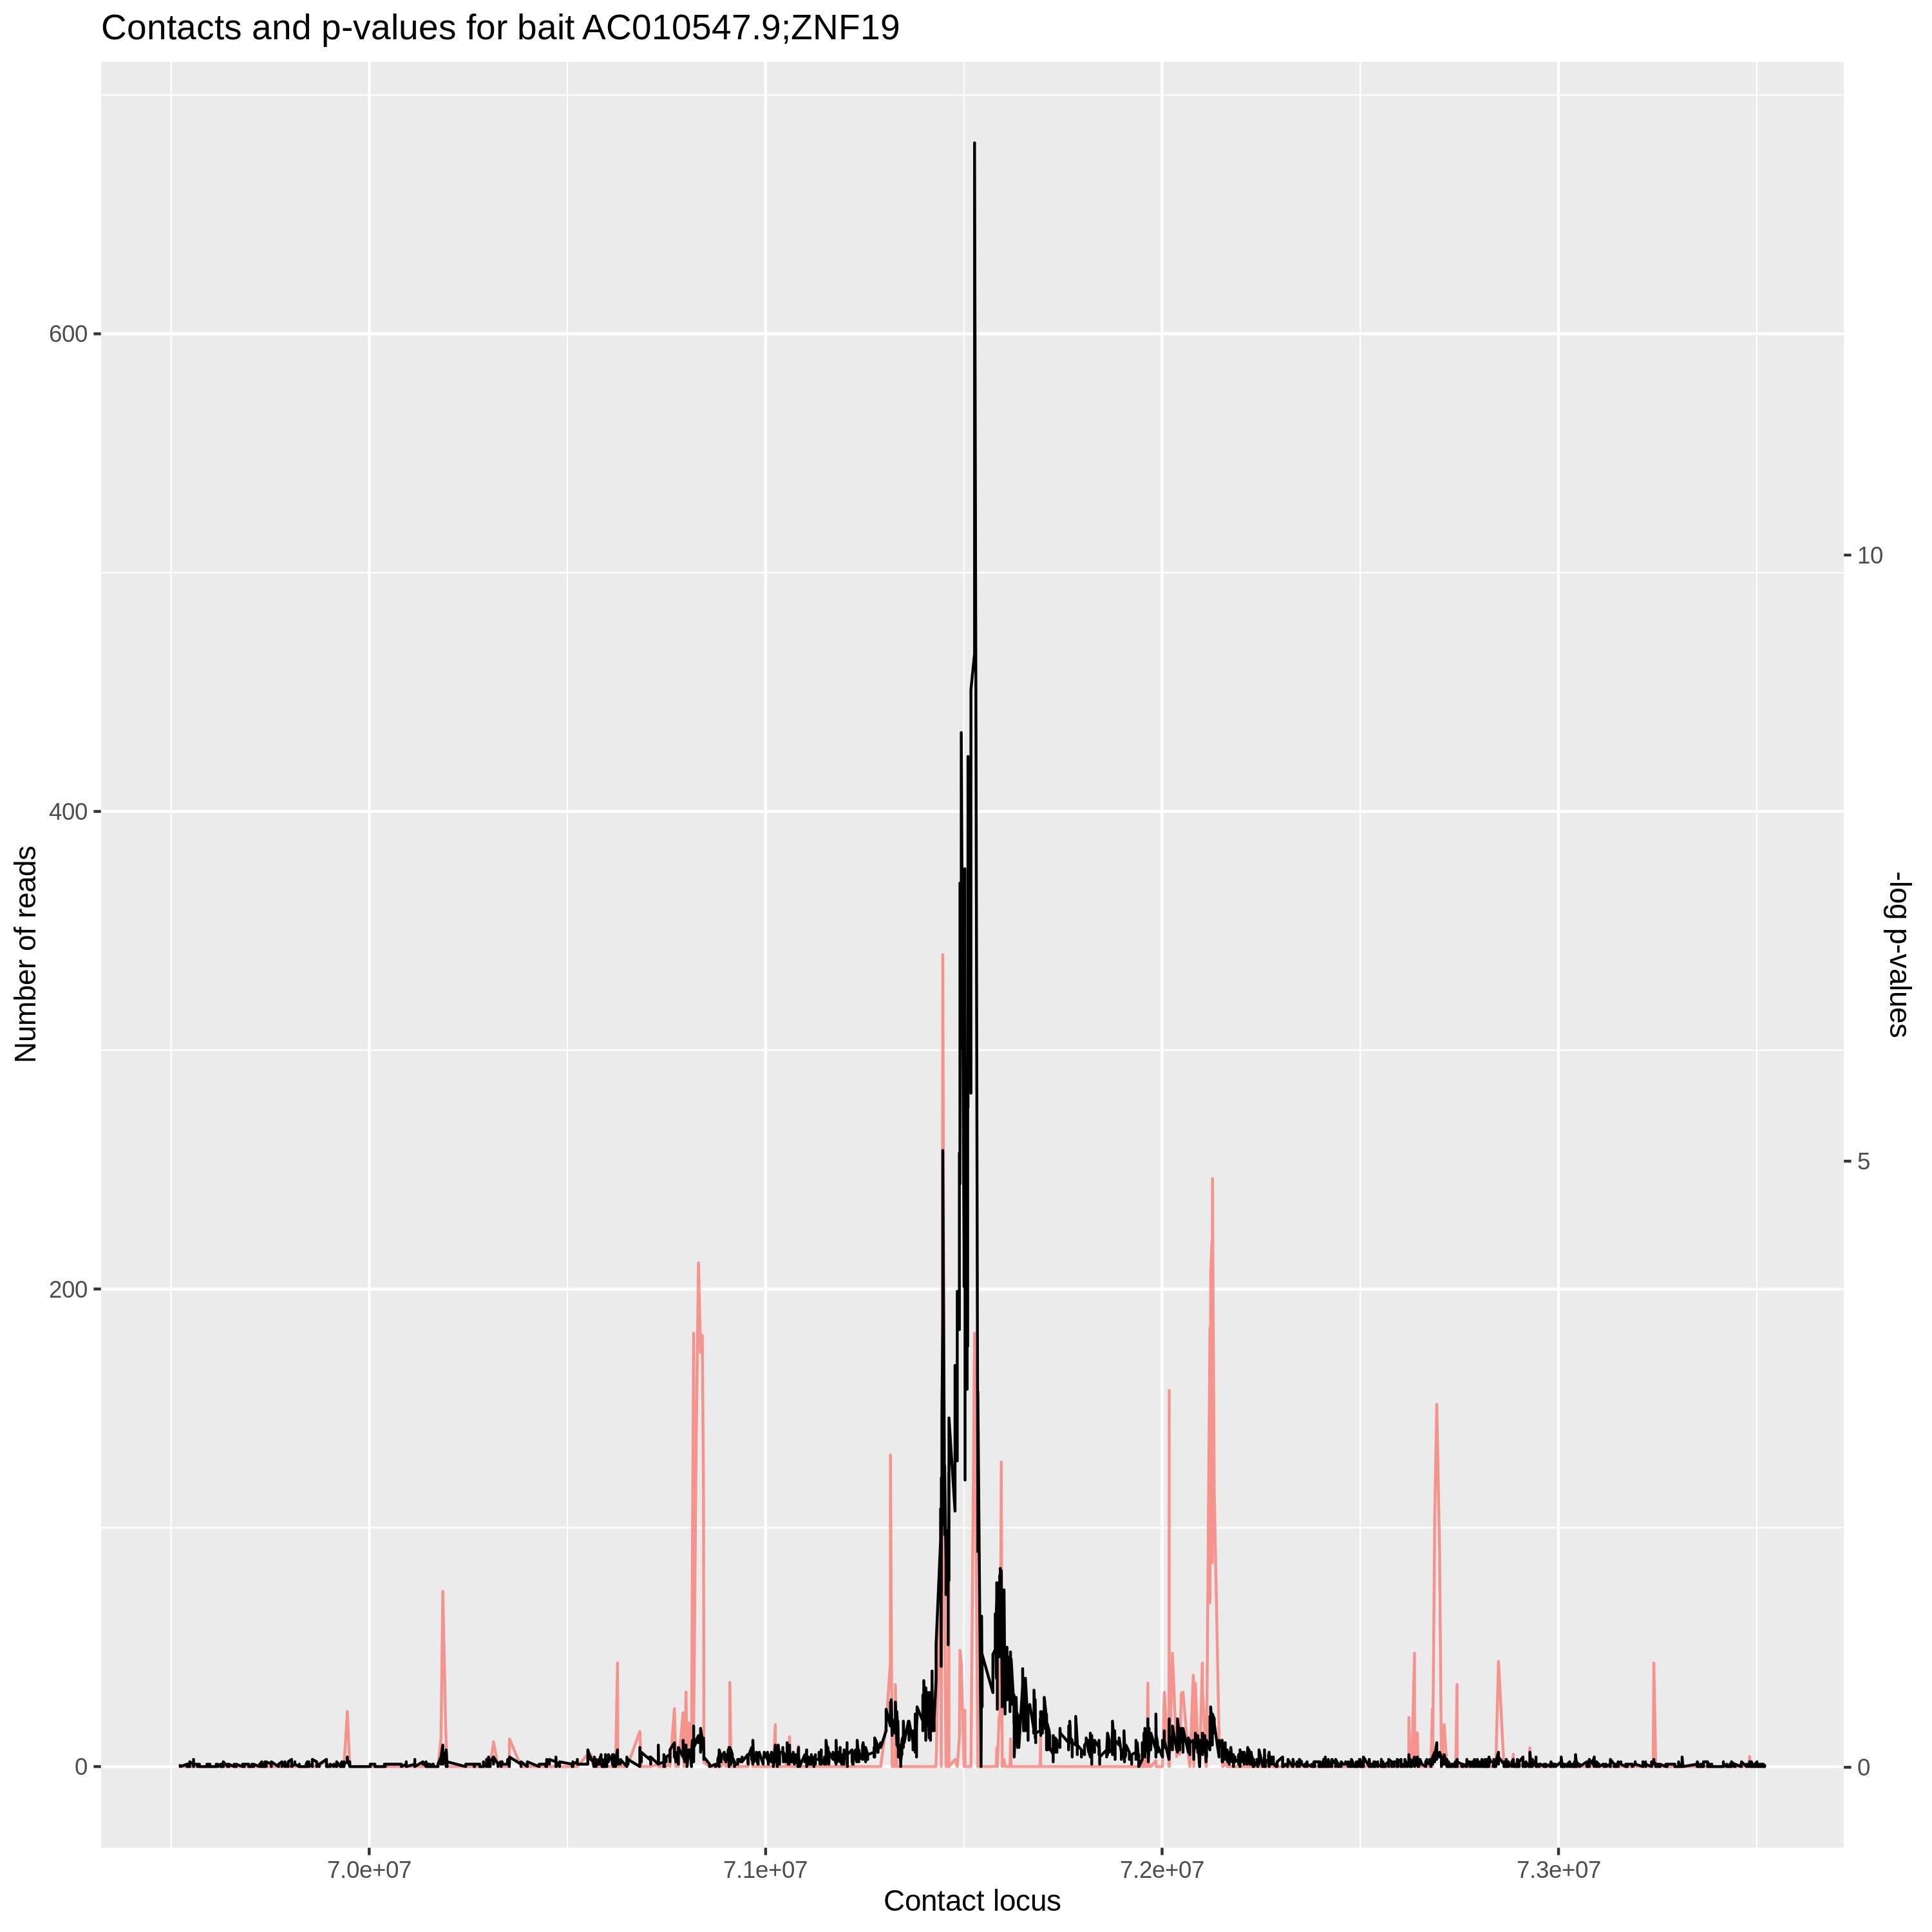 Contacts and p-values for bait AC010547.9;ZNF19
Number of reads
600
400
200
0
10
5
0
-log p-values
7.0e+07
7.1e+07
7.2e+07
7.3e+07
Contact locus